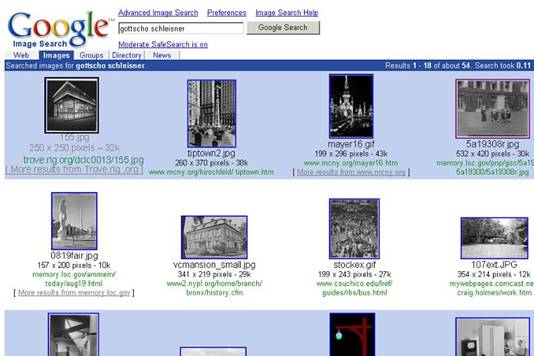 Google™
Image Search
Advanced Image Search Preferences Image Search Help
gottscho schleisner Google Search
Moderate SafeSearch is on
Web Images Groups Directory News
Searched images for gottscho schleisner. Results 1 - 18 of about 54. Search took 0.11
155.jpg
250 x 250 pixels - 32k
trove.rlg.org/dclc0013/155.jpg
[ More results from Trove.rlg.,org ]
tiptown2.jpg
260 x 370 pixels - 38k
www.mcny.org/hirschfeld/ tiptown.htm
mayer16.gif
199 x 296 pixels - 43k
www.mcny.org/mayer16.htm
[ More results from www.mcny.org ]
5a19308r.jpg
532 x 420 pixels - 30k
memory.loc.gov/pnp/gsc/5a19
5a19300/5a19308r.jpg
0819fair.jpg
157 x 200 pixels - 10k
memory.loc.gov/ammem/
today/aug19.html
[ More results from memory.loc.gov ]
vcmansion_small.jpg
341 x 219 pixels - 29k
www2.nypl.org/home/branch/
bronx/history.cfm
stockex.gif
199 x 243 pixels - 27k
www.couchico.edu/lref/
guides/rbs/bus.html
107ext.JPG
354 x 214 pixels - 12k
mywebpages.comcast.ne
craig.holmes/work.htm